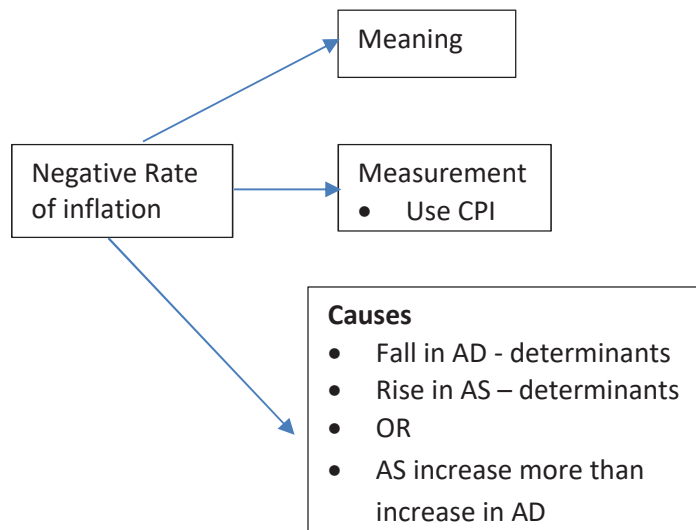 Meaning
Negative Rate
of inflation
Measurement
• Use CPI
Causes
• Fall in AD - determinants
• Rise in AS – determinants
• OR
• AS increase more than
increase in AD